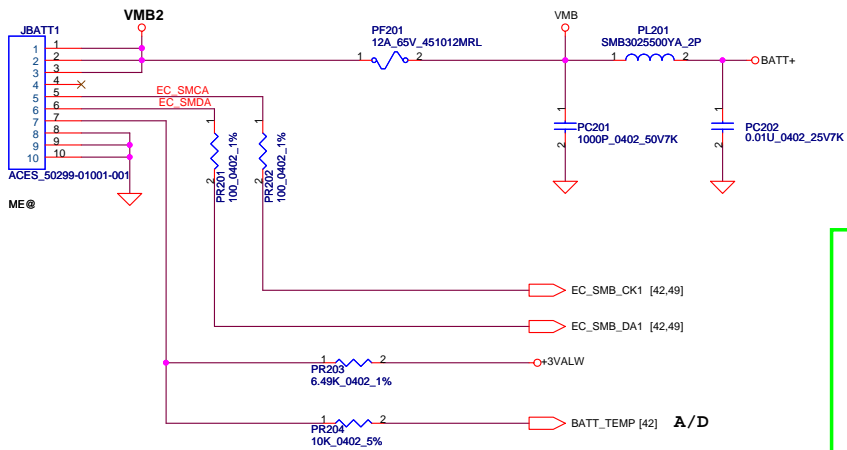 JBATT1
VMB2
PF201
12A_65V_451012MRL
VMB
PL201
SMB3025500YA_2P
1 1
2 2
3 3
4 4
5 5
6 6
7 7
8 8
9 9
10 10
1 2
1 2
BATT+
EC_SMCA
EC_SMDA
1
2
PC201
1000P_0402_50V7K
1
2
PC202
0.01U_0402_25V7K
ACES_50299-01001-001
ME@
1
2
PR201
100_0402_1%
1
2
PR202
100_0402_1%
EC_SMB_CK1 [42,49]
EC_SMB_DA1 [42,49]
1 2
PR203
6.49K_0402_1%
+3VALW
1 2
PR204
10K_0402_5%
BATT_TEMP [42] A/D